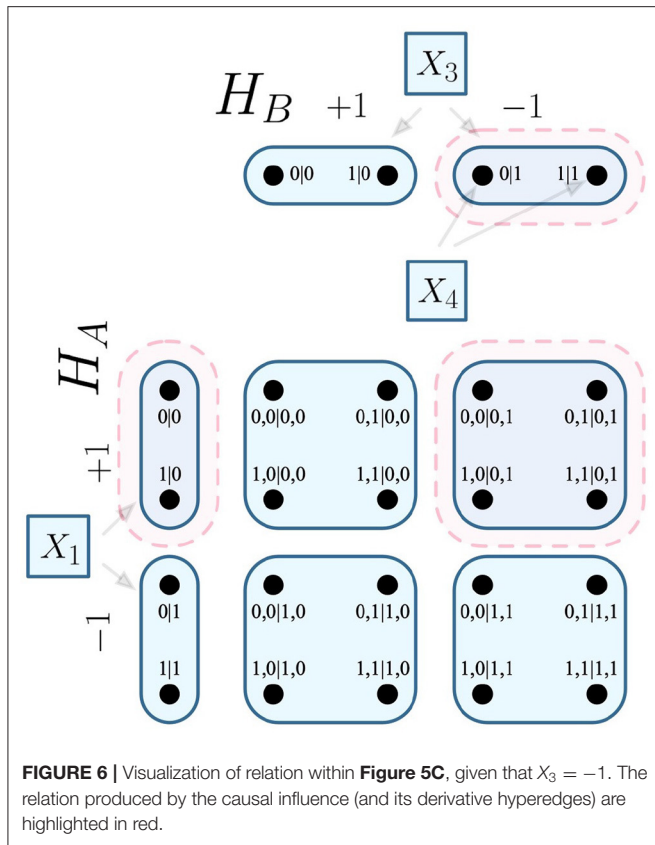 X3
HB +1 −1
0|0 1|0 0|1 1|1
X4
HA
+1
0|0 0,0|0,0 0,1|0,0 0,0|0,1 0,1|0,1
1|0 1,0|0,0 1,1|0,0 1,0|0,1 1,1|0,1
X1
−1
0|1 0,0|1,0 0,1|1,0 0,0|1,1 0,1|1,1
1|1 1,0|1,0 1,1|1,0 1,0|1,1 1,1|1,1
FIGURE 6 | Visualization of relation within Figure 5C, given that X3 = −1. The
relation produced by the causal influence (and its derivative hyperedges) are
highlighted in red.